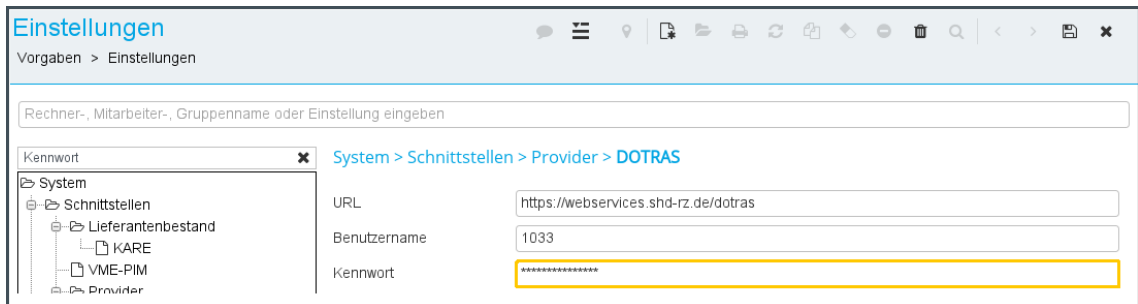 Einstellungen
Vorgaben > Einstellungen
Rechner-, Mitarbeiter-, Gruppenname oder Einstellung eingeben
Kennwort
System
Schnittstellen
Lieferantenbestand
KARE
VME-PIM
Provider
System > Schnittstellen > Provider > DOTRAS
URL https://webservices.shd-rz.de/dotras
Benutzername 1033
Kennwort ***************